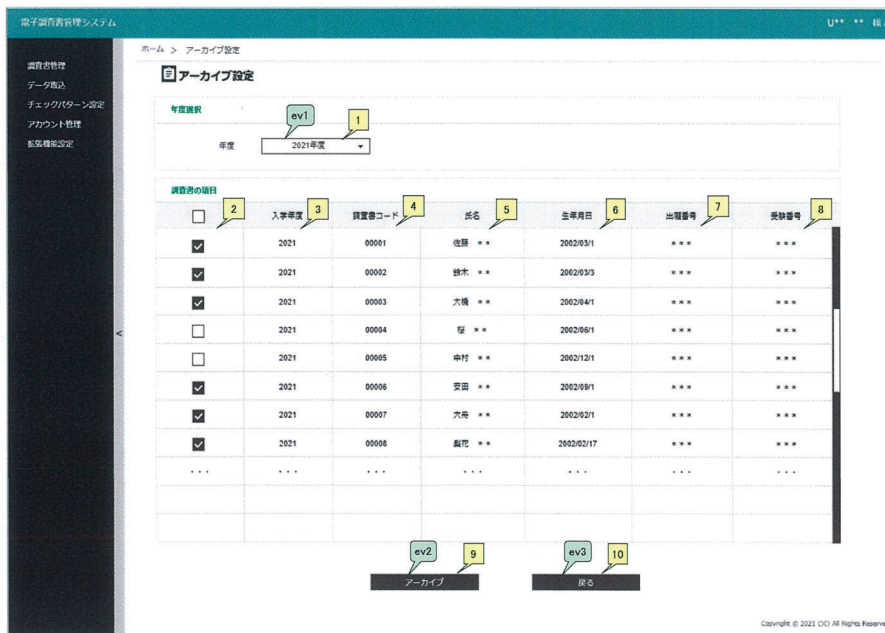 電子調査書管理システム
U** ** 様
ホーム > アーカイブ設定
調査書管理
データ取込
チェックパターン設定
アカウント管理
拡張機能設定
アーカイブ設定
年度選択
ev1
1
年度
2021年度
調査書の項目
2
入学年度
3
調査書コード
4
氏名
5
生年月日
6
出願番号
7
受験番号
8
2021 00001 佐藤 ** 2002/03/1 *** ***
2021 00002 鈴木 ** 2002/03/3 *** ***
2021 00003 大橋 ** 2002/04/1 *** ***
2021 00004 桜 ** 2002/06/1 *** ***
2021 00005 中村 ** 2002/12/1 *** ***
2021 00006 安田 ** 2002/09/1 *** ***
2021 00007 ** 2002/02/1 *** ***
2021 00008 梨花 ** 2002/02/17 *** ***
... ... ... ... ... ... ...
<
ev2
9
ev3
10
アーカイブ
戻る
Copyright © 2021 〇〇 All Rights Reserve